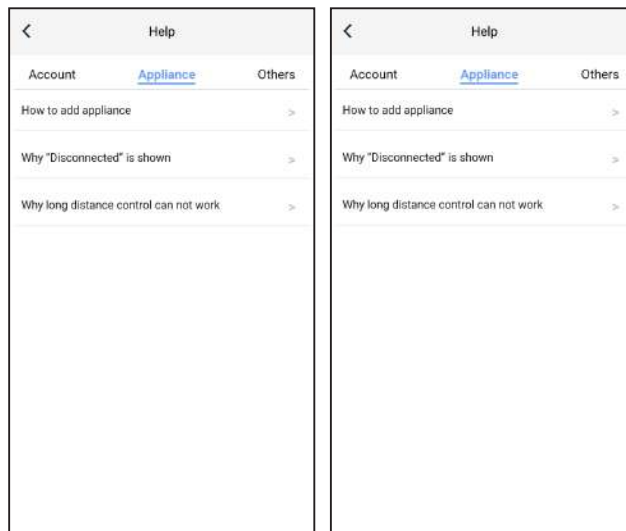 Help
Account Appliance Others
How to add appliance >
Why "Disconnected" is shown >
Why long distance control can not work >
Help
Account Appliance Others
How to add appliance >
Why "Disconnected" is shown >
Why long distance control can not work >